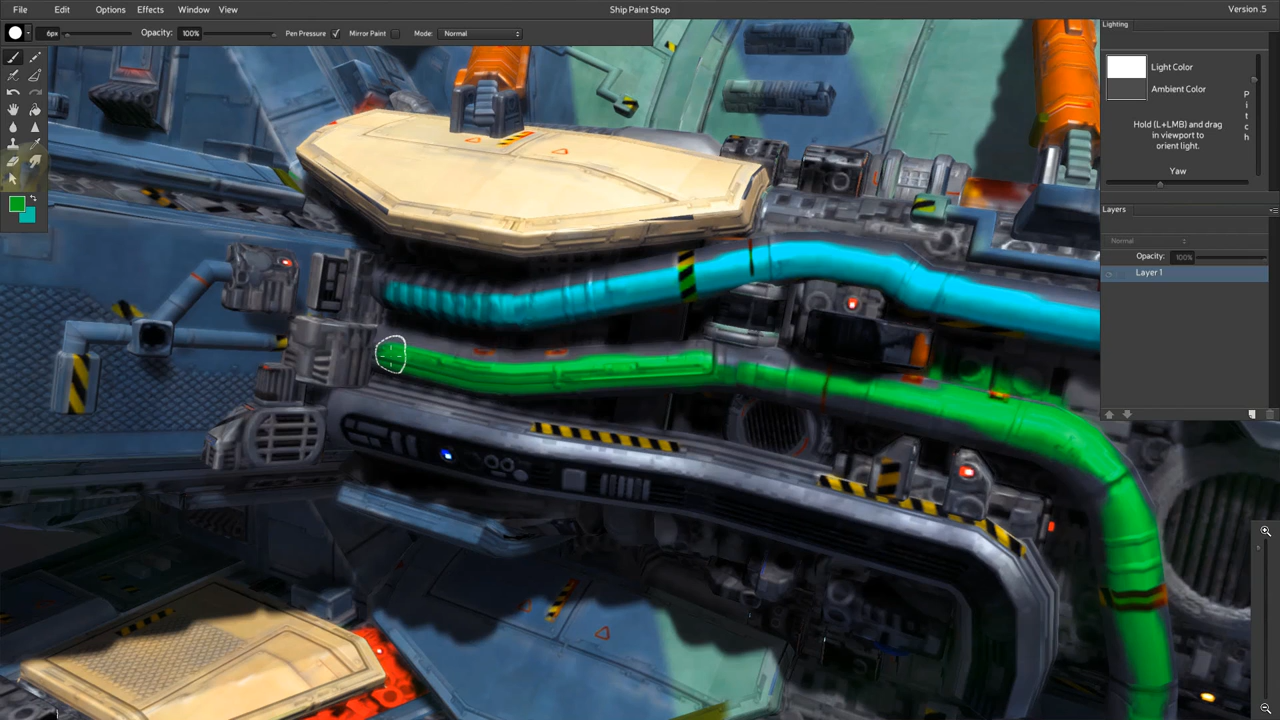 File Edit Options Effects Window View Ship Paint Shop Version .5
6px Opacity: 100% Pen Pressure Mirror Paint Mode: Normal
Lighting
Light Color
Ambient Color
Pitch
Hold (L+LMB) and drag
in viewport to
orient light.
Yaw
Layers
Normal
Opacity: 100%
Layer 1